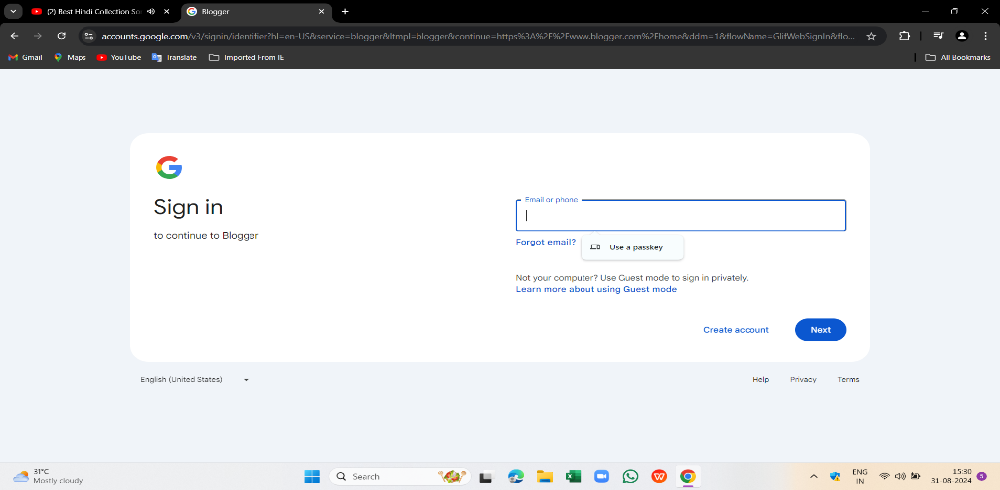 (2) Best Hindi Collection So
Blogger
accounts.google.com/v3/signin/identifier?hl=en-US&service=blogger&ltmpl=blogger&continue=https%3A%2F%2Fwww.blogger.com%2Fhome&ddm=1&flowName=GlifWebSignIn&flo...
Gmail
Maps
YouTube
Translate
Imported From IE
All Bookmarks
Sign in
to continue to Blogger
Email or phone
Forgot email?
Use a passkey
Not your computer? Use Guest mode to sign in privately.
Learn more about using Guest mode
Create account
Next
English (United States)
Help
Privacy
Terms
31°C
Mostly cloudy
Search
ENG
IN
15:30
31-08-2024
5